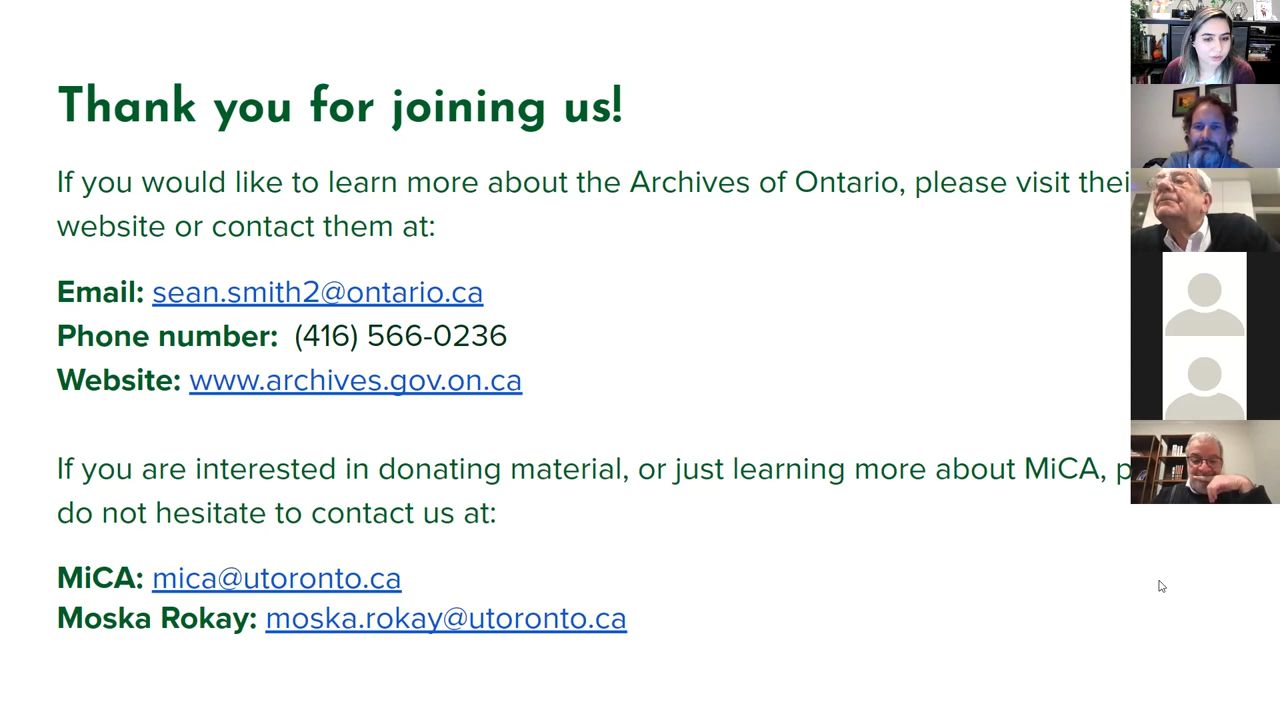 Thank you for joining us!
If you would like to learn more about the Archives of Ontario, please visit
website or contact them at:
Email: sean.smith2@ontario.ca
Phone number: (416) 566-0236
Website: www.archives.gov.on.ca
If you are interested in donating material, or just learning more about MiCA,
do not hesitate to contact us at:
MiCA: mica@utoronto.ca
Moska Rokay: moska.rokay@utoronto.ca